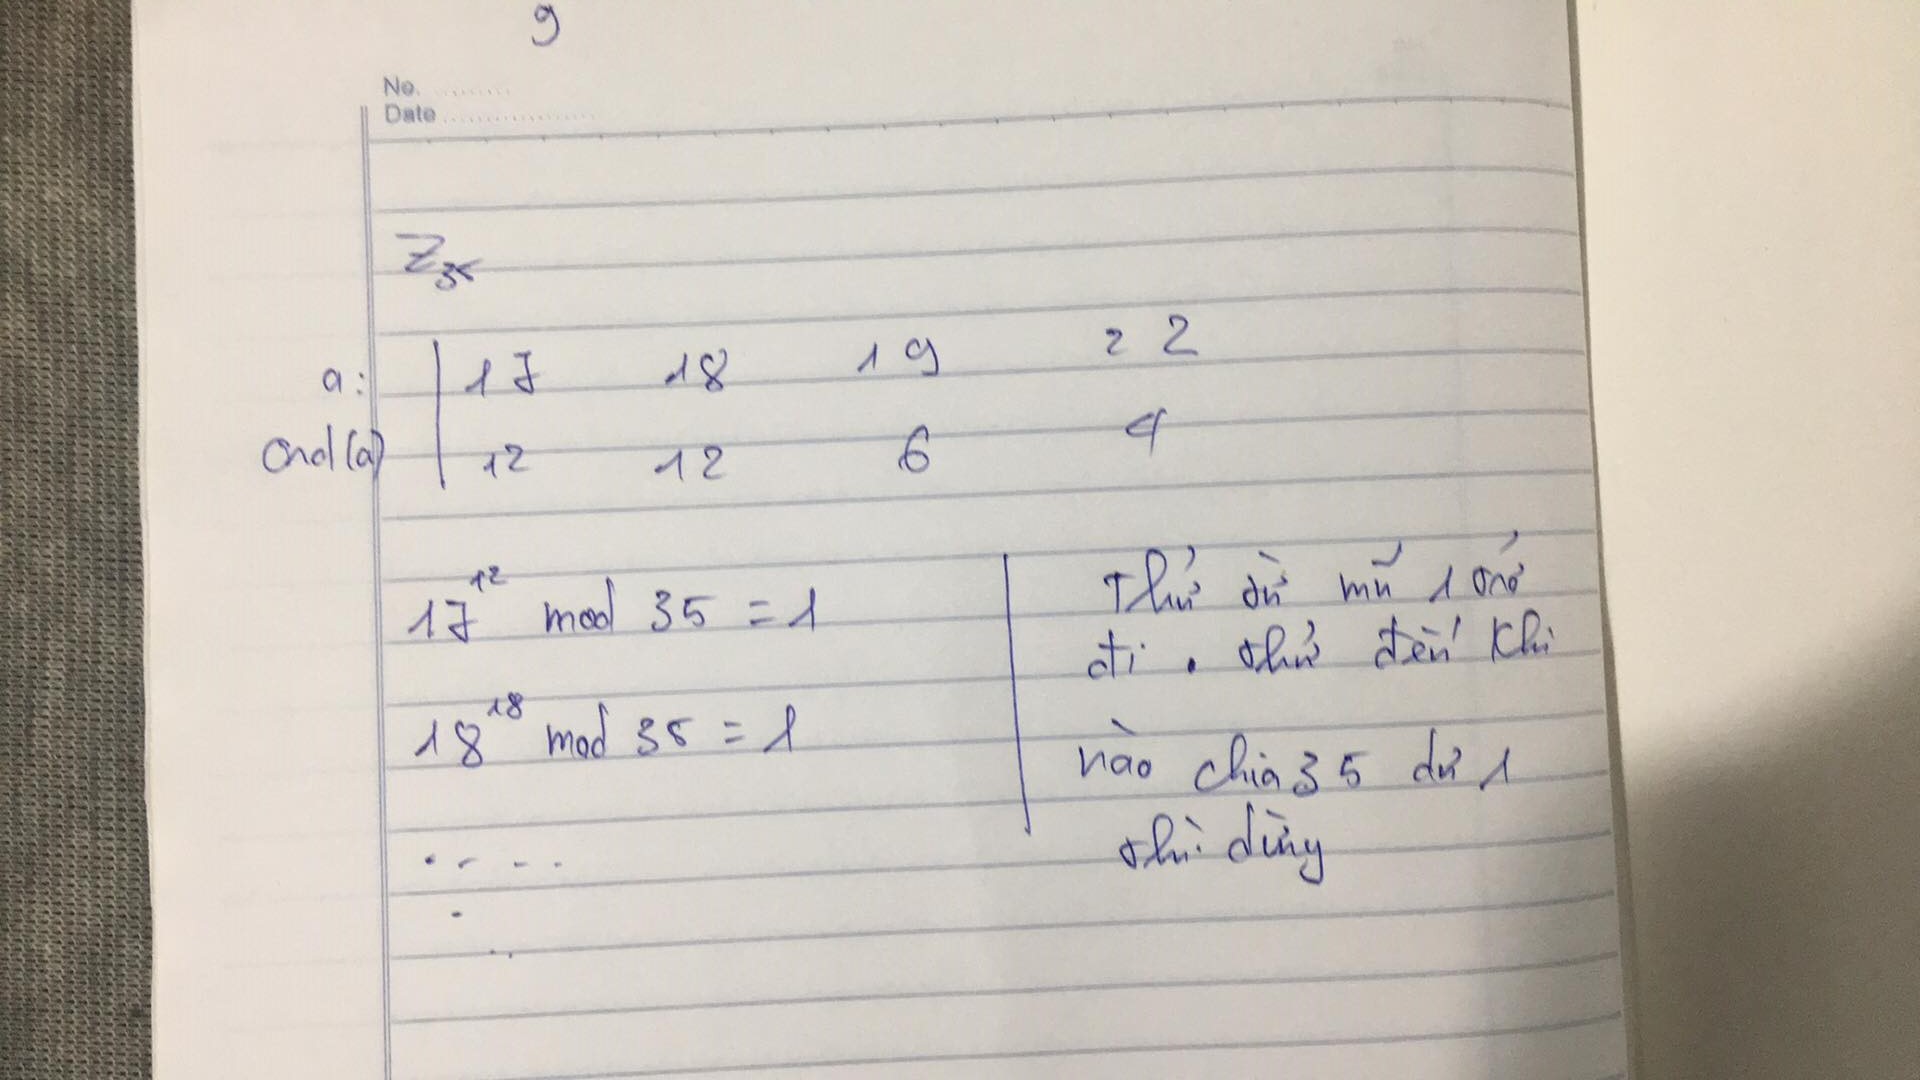 9
No. ..........
Date ..................
Z35
a: | 17 18 19 22
Ord(a) | 12 12 6 4
17^12 mod 35 = 1
18^18 mod 35 = 1
.....
Thử từ mũ 1 trở
đi . thử đến khi
nào chia 35 dư 1
thì dừng